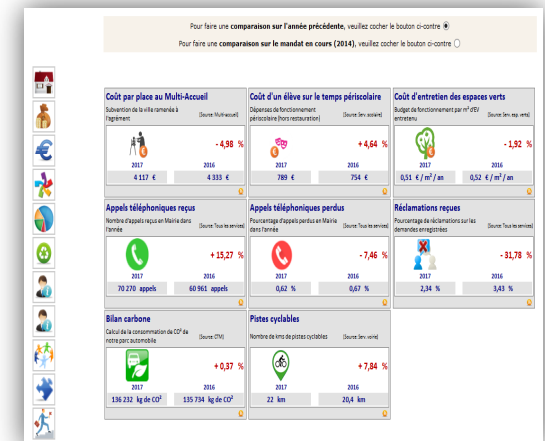 Pour faire une comparaison sur l'année précédente, veuillez cocher le bouton ci-contre
Pour faire une comparaison sur le mandat en cours (2014), veuillez cocher le bouton ci-contre
Coût par place au Multi-Accueil
Subvention de la ville ramenée à l'agrément
[Source: Multi-accueil]
- 4,98 %
2017 2016
4 117 € 4 333 €
Coût d'un élève sur le temps périscolaire
Dépenses de fonctionnement périscolaire (hors restauration)
[Source: Serv. scolaire]
+ 4,64 %
2017 2016
789 € 754 €
Coût d'entretien des espaces verts
Budget de fonctionnement par m² d'EV entretenu
[Source: Serv. esp. verts]
- 1,92 %
2017 2016
0,51 € / m² / an 0,52 € / m² / an
Appels téléphoniques reçus
Nombre d'appels reçus en Mairie dans l'année
[Source: Tous les services]
+ 15,27 %
2017 2016
70 270 appels 60 961 appels
Appels téléphoniques perdus
Pourcentage d'appels perdus en Mairie dans l'année
[Source: Tous les services]
- 7,46 %
2017 2016
0,62 % 0,67 %
Réclamations reçues
Pourcentage de réclamations sur les demandes enregistrées
[Source: Tous les services]
- 31,78 %
2017 2016
2,34 % 3,43 %
Bilan carbone
Calcul de la consommation de CO² de notre parc automobile
[Source: CTM]
+ 0,37 %
2017 2016
136 232 kg de CO² 135 734 kg de CO²
Pistes cyclables
Nombre de kms de pistes cyclables
[Source: Serv. voirie]
+ 7,84 %
2017 2016
22 km 20,4 km